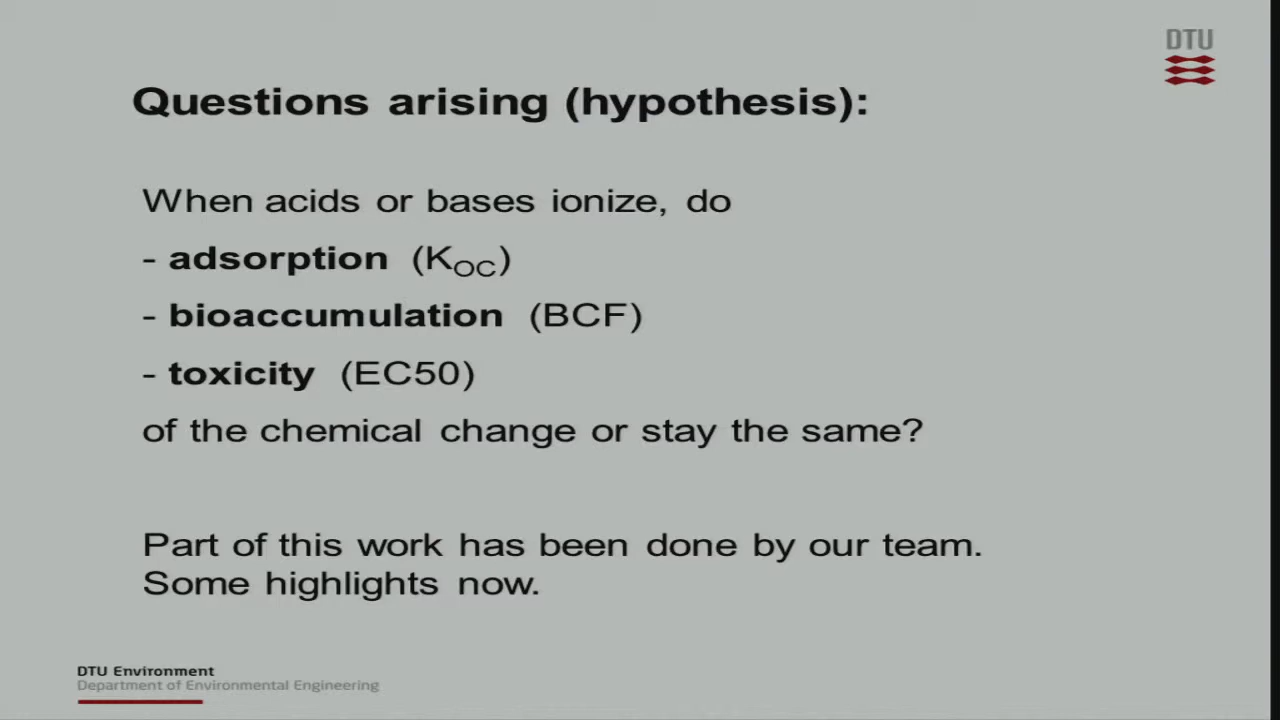 DTU
Questions arising (hypothesis):
When acids or bases ionize, do
- adsorption (KOC)
- bioaccumulation (BCF)
- toxicity (EC50)
of the chemical change or stay the same?
Part of this work has been done by our team.
Some highlights now.
DTU Environment
Department of Environmental Engineering